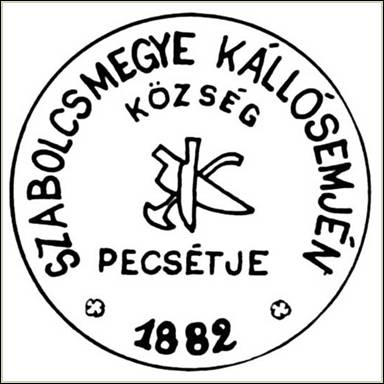 SZABOLCSMEGYE KÁLLÓSEMJÉN
KÖZSÉG
PECSÉTJE
1882